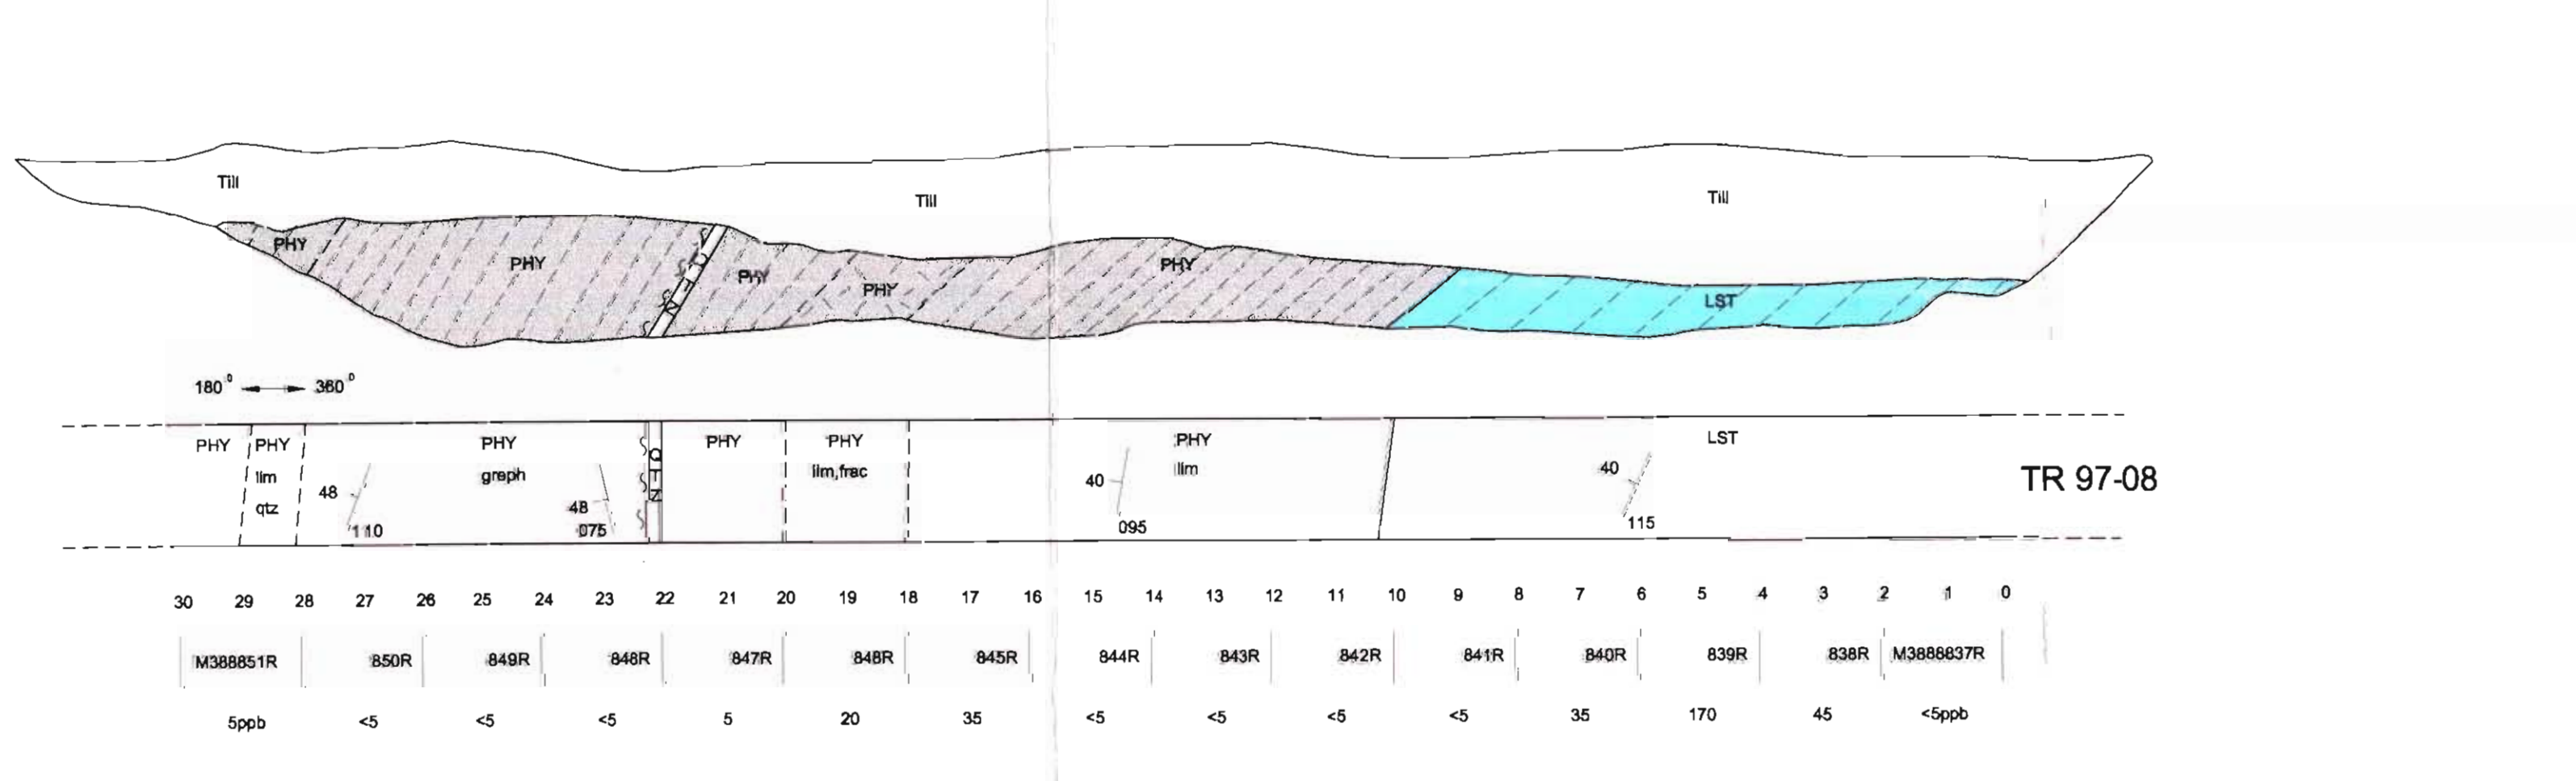 Till
Till
Till
PHY
PHY
QTZ
PHY
PHY
PHY
LST
180° 360°
PHY PHY PHY PHY PHY PHY LST
lim graph lim,frac lim
qtz
48 48 40 40
110 075 095 115
QTZ
TR 97-08
30 29 28 27 26 25 24 23 22 21 20 19 18 17 16 15 14 13 12 11 10 9 8 7 6 5 4 3 2 1 0
M388851R 850R 849R 848R 847R 848R 845R 844R 843R 842R 841R 840R 839R 838R M3888837R
5ppb <5 <5 <5 5 20 35 <5 <5 <5 <5 35 170 45 <5ppb